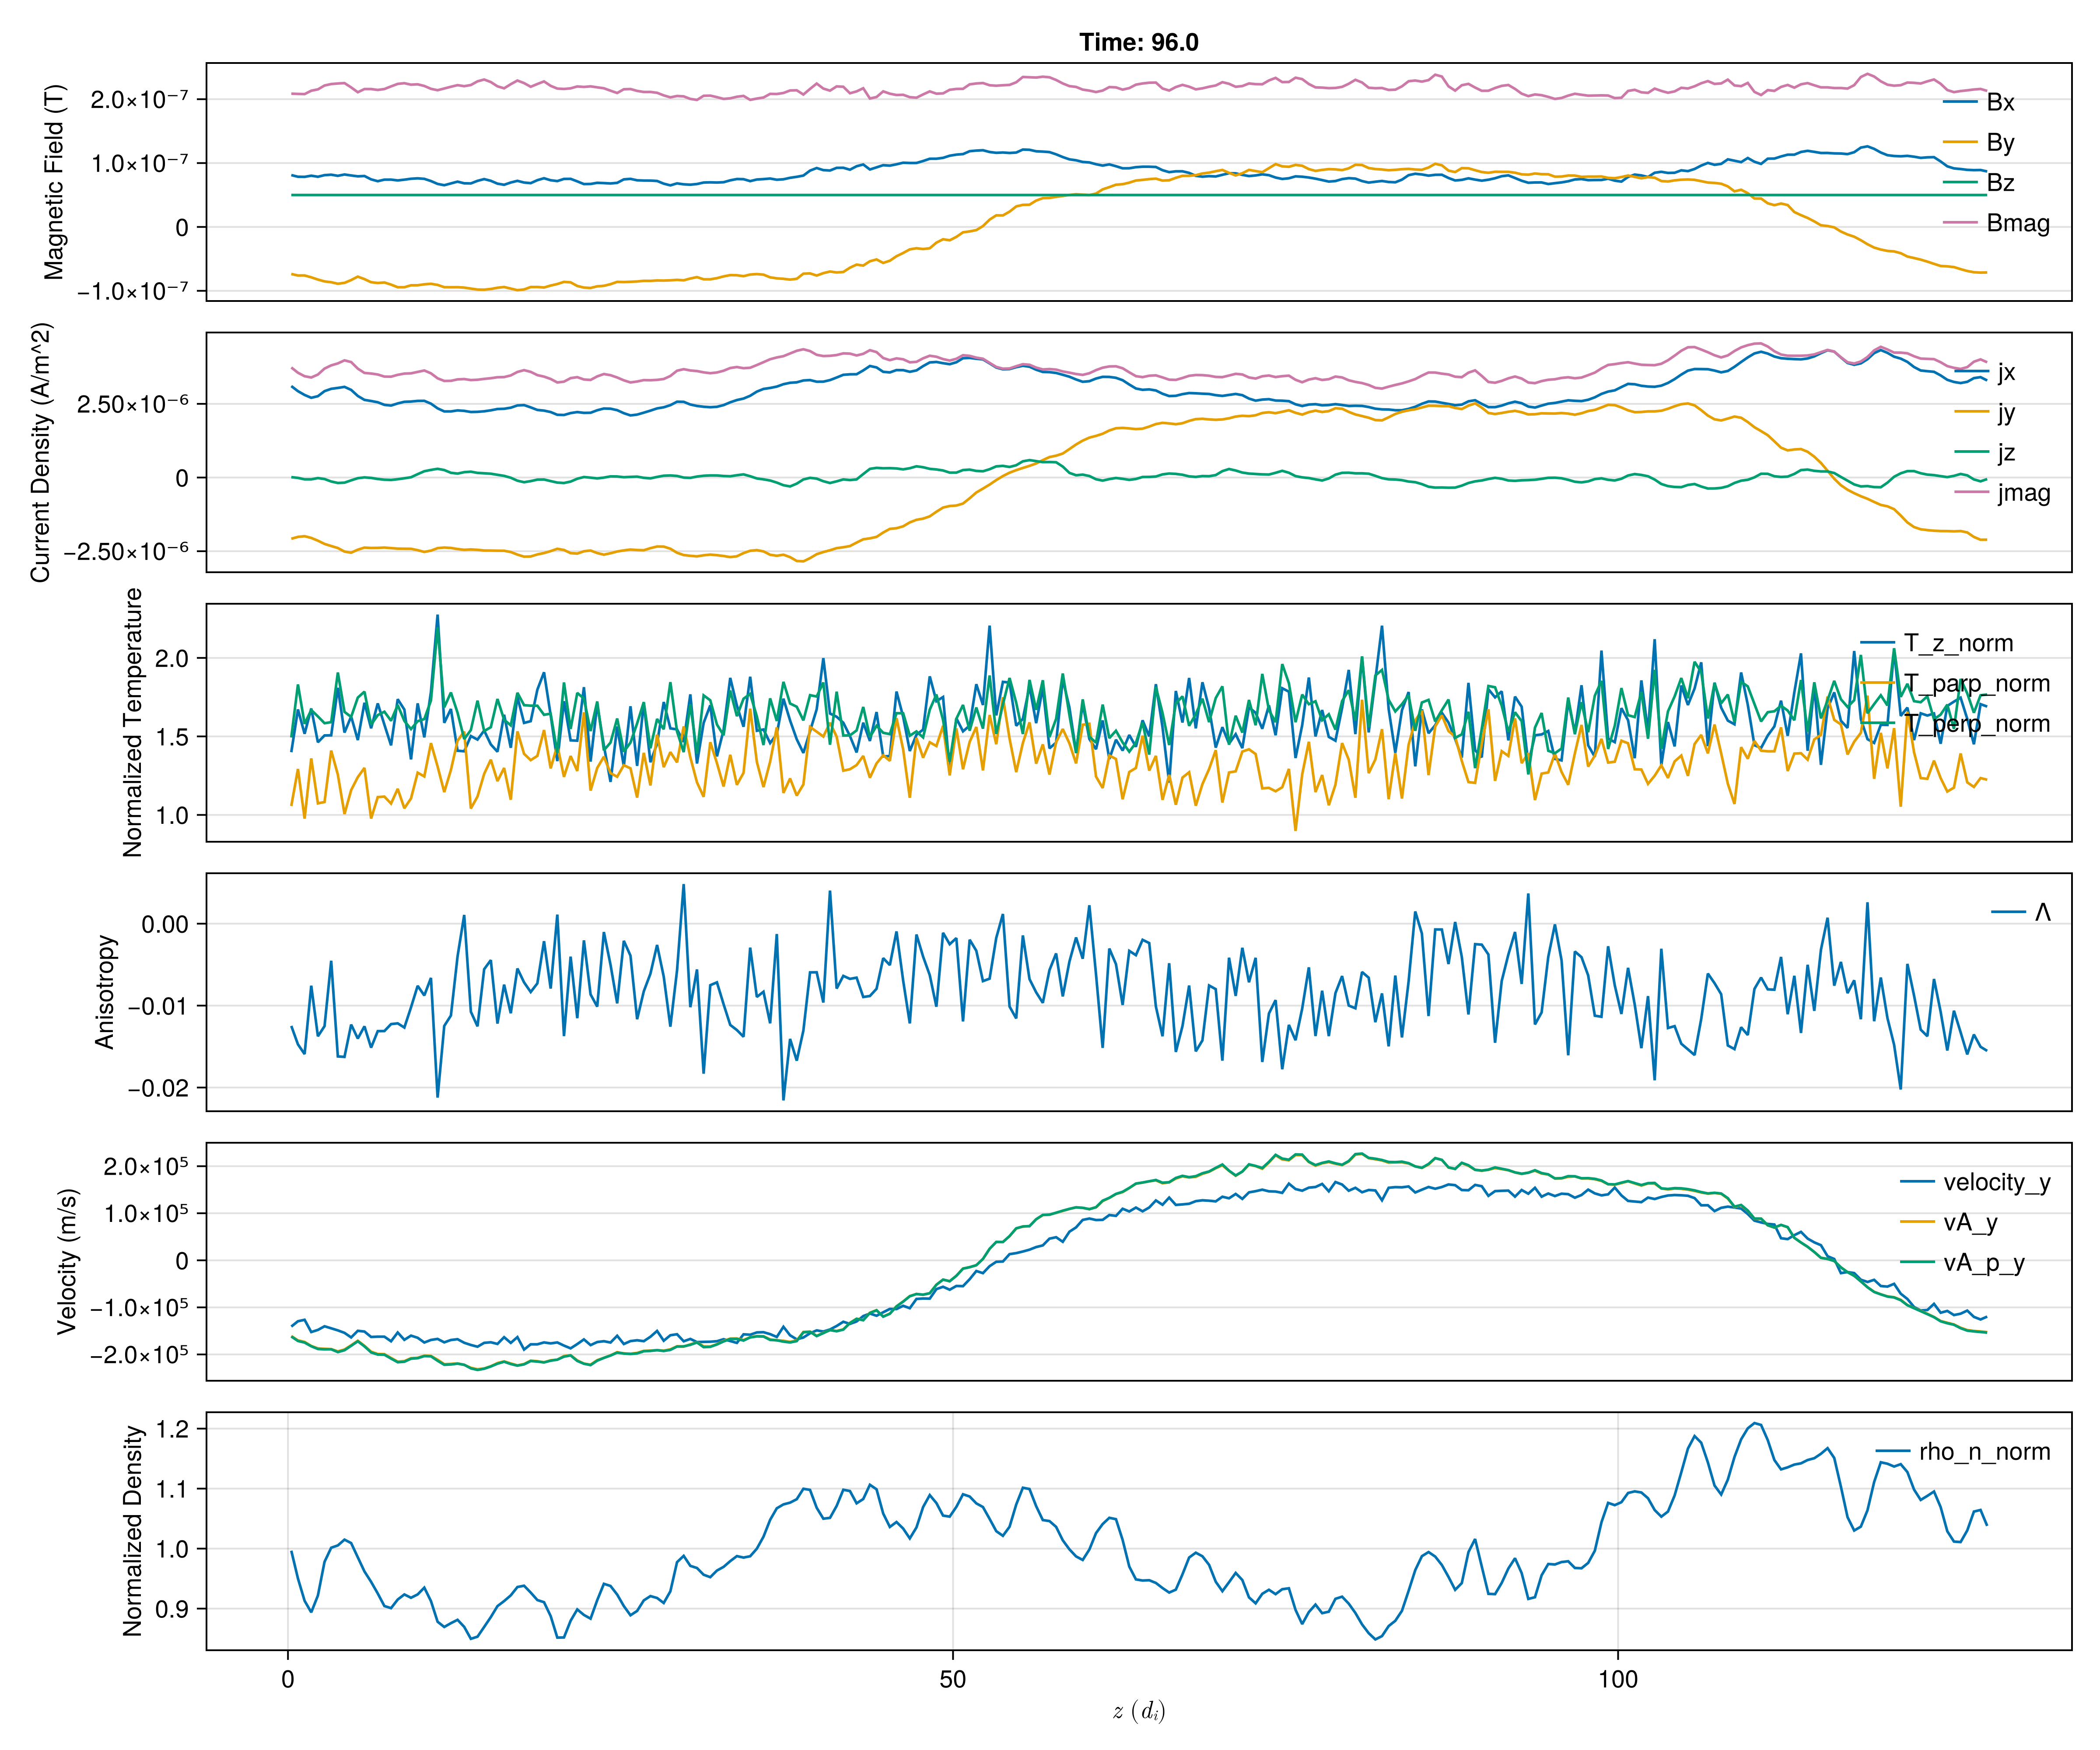 Time: 96.0
Magnetic Field (T)
2.0×10⁻⁷
1.0×10⁻⁷
0
−1.0×10⁻⁷
Bx
By
Bz
Bmag
Current Density (A/m^2)
2.50×10⁻⁶
0
−2.50×10⁻⁶
jx
jy
jz
jmag
Normalized Temperature
2.0
1.5
1.0
T_z_norm
T_parp_norm
T_perp_norm
Anisotropy
0.00
−0.01
−0.02
Λ
Velocity (m/s)
2.0×10⁵
1.0×10⁵
0
−1.0×10⁵
−2.0×10⁵
velocity_y
vA_y
vA_p_y
Normalized Density
1.2
1.1
1.0
0.9
rho_n_norm
0 50 100
z (dᵢ)